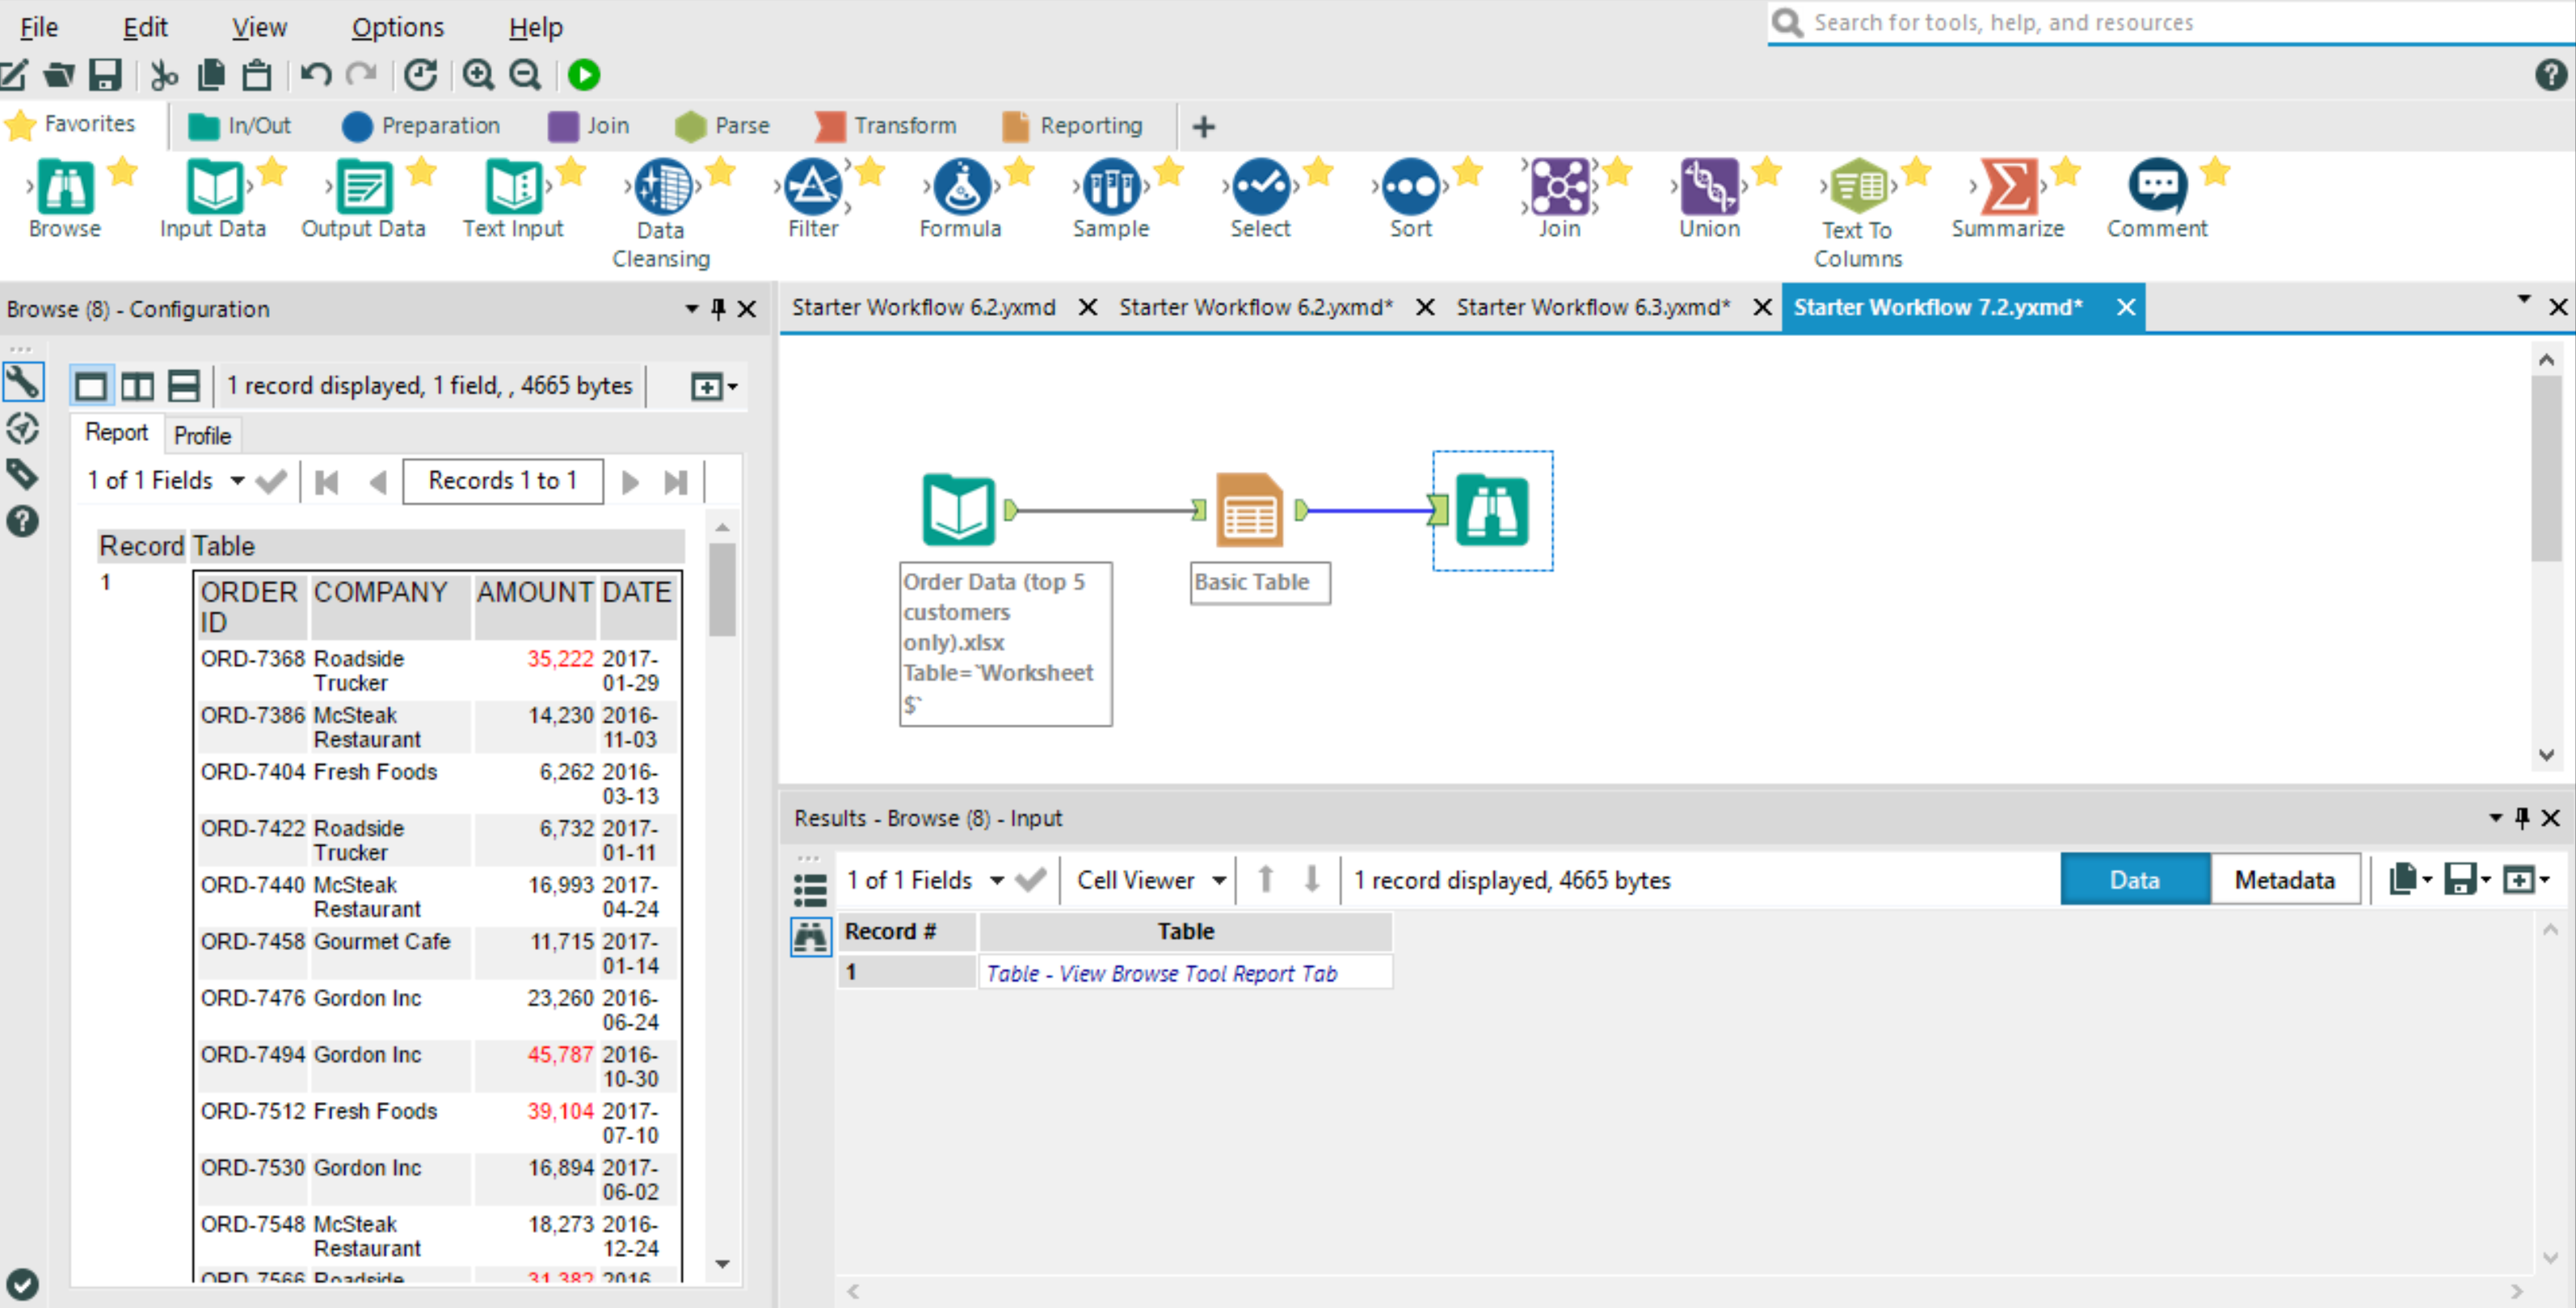 File Edit View Options Help
Search for tools, help, and resources
Favorites In/Out Preparation Join Parse Transform Reporting
Browse Input Data Output Data Text Input Data Cleansing Filter Formula Sample Select Sort Join Union Text To Columns Summarize Comment
Browse (8) - Configuration
Starter Workflow 6.2.yxmd Starter Workflow 6.2.yxmd* Starter Workflow 6.3.yxmd* Starter Workflow 7.2.yxmd*
1 record displayed, 1 field, , 4665 bytes
Report Profile
1 of 1 Fields Records 1 to 1
Record Table
1
ORDER ID COMPANY AMOUNT DATE
ORD-7368 Roadside Trucker 35,222 2017-01-29
ORD-7386 McSteak Restaurant 14,230 2016-11-03
ORD-7404 Fresh Foods 6,262 2016-03-13
ORD-7422 Roadside Trucker 6,732 2017-01-11
ORD-7440 McSteak Restaurant 16,993 2017-04-24
ORD-7458 Gourmet Cafe 11,715 2017-01-14
ORD-7476 Gordon Inc 23,260 2016-06-24
ORD-7494 Gordon Inc 45,787 2016-10-30
ORD-7512 Fresh Foods 39,104 2017-07-10
ORD-7530 Gordon Inc 16,894 2017-06-02
ORD-7548 McSteak Restaurant 18,273 2016-12-24
ORD-7566 Roadside 31,382 2016-
Order Data (top 5
customers
only).xlsx
Table=`Worksheet
$`
Basic Table
Results - Browse (8) - Input
1 of 1 Fields Cell Viewer 1 record displayed, 4665 bytes Data Metadata
Record # Table
1 Table - View Browse Tool Report Tab